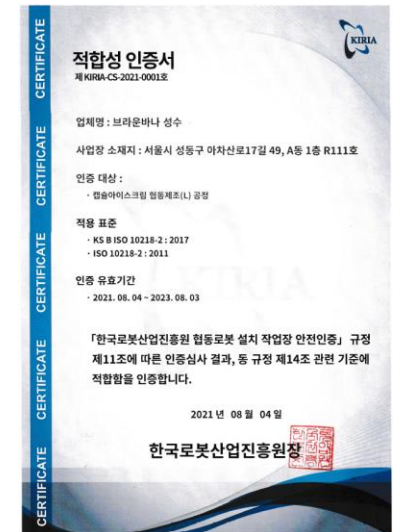 KIRIA
적합성 인증서
제 KIRIA-CS-2021-0001호
업체명 : 브라운바나 성수
사업장 소재지 : 서울시 성동구 아차산로17길 49, A동 1층 R111호
인증 대상 :
· 캡슐아이스크림 협동제조(L) 공정
적용 표준
· KS B ISO 10218-2 : 2017
· ISO 10218-2 : 2011
인증 유효기간
· 2021. 08. 04 ~ 2023. 08. 03
「한국로봇산업진흥원 협동로봇 설치 작업장 안전인증」 규정
제11조에 따른 인증심사 결과, 동 규정 제14조 관련 기준에
적합함을 인증합니다.
2021 년 08 월 04 일
한국로봇산업진흥원장
CERTIFICATE
CERTIFICATE
CERTIFICATE
CERTIFICATE
CERTIFICATE
KIRIA